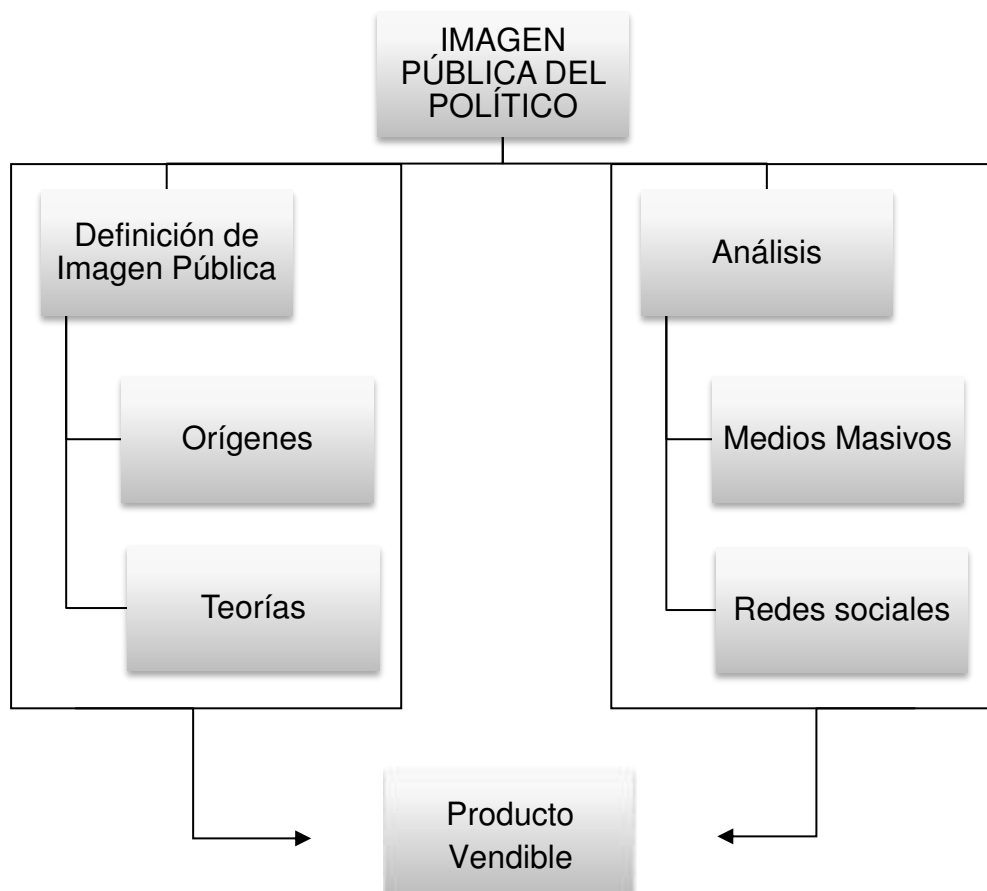 IMAGEN
PÚBLICA DEL
POLÍTICO
Definición de
Imagen Pública
Orígenes
Teorías
Análisis
Medios Masivos
Redes sociales
Producto
Vendible